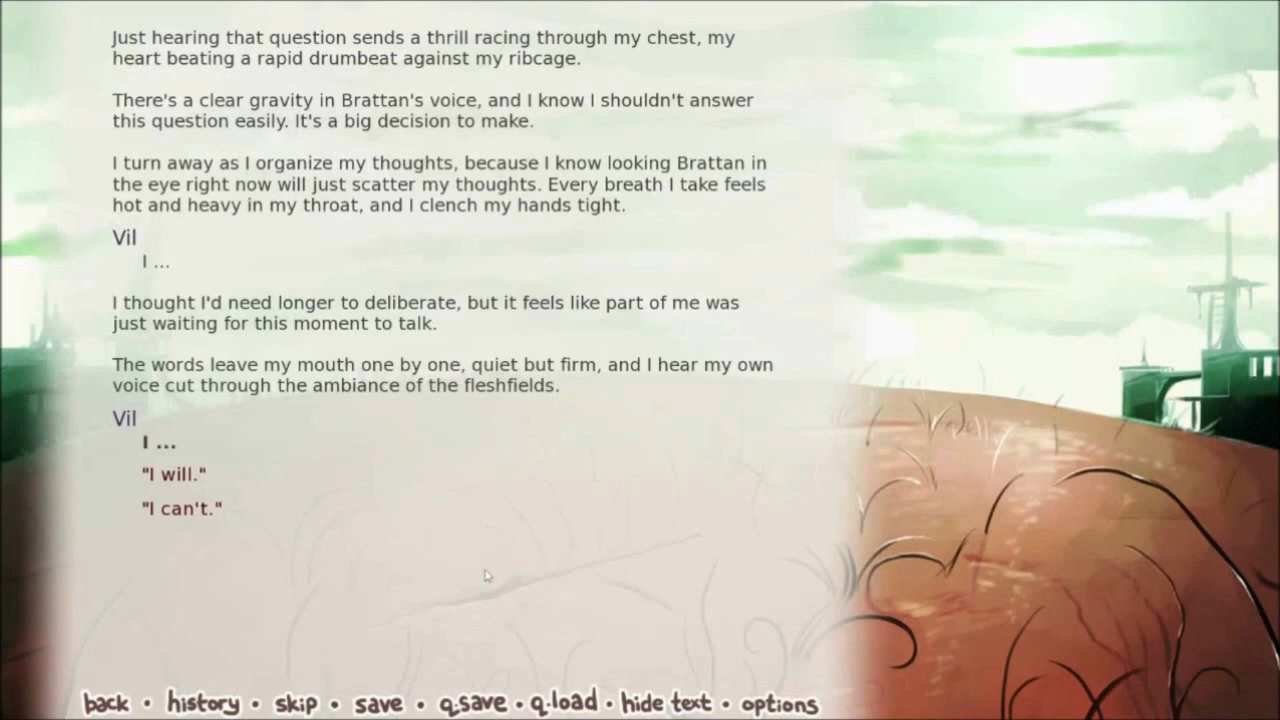 Just hearing that question sends a thrill racing through my chest, my
heart beating a rapid drumbeat against my ribcage.
There's a clear gravity in Brattan's voice, and I know I shouldn't answer
this question easily. It's a big decision to make.
I turn away as I organize my thoughts, because I know looking Brattan in
the eye right now will just scatter my thoughts. Every breath I take feels
hot and heavy in my throat, and I clench my hands tight.
Vil
I ...
I thought I'd need longer to deliberate, but it feels like part of me was
just waiting for this moment to talk.
The words leave my mouth one by one, quiet but firm, and I hear my own
voice cut through the ambiance of the fleshfields.
Vil
I ...
"I will."
"I can't."
back • history • skip • save • q.save • q.load • hide text • options